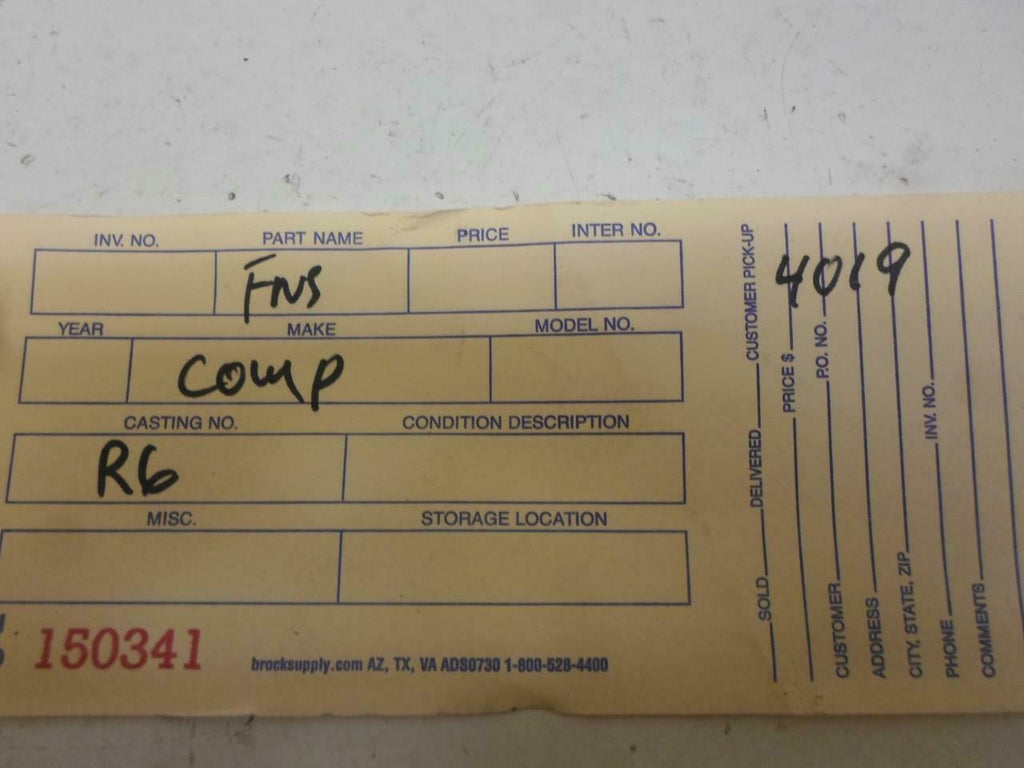 INV. NO. PART NAME PRICE INTER NO.
FNS
YEAR MAKE MODEL NO.
Comp
CASTING NO. CONDITION DESCRIPTION
R6
MISC. STORAGE LOCATION
150341
brocksupply.com AZ, TX, VA ADS0730 1-800-528-4400
4019
SOLD DELIVERED CUSTOMER PICK-UP
PRICE $
CUSTOMER P.O. NO.
ADDRESS
CITY, STATE, ZIP
PHONE INV. NO.
COMMENTS